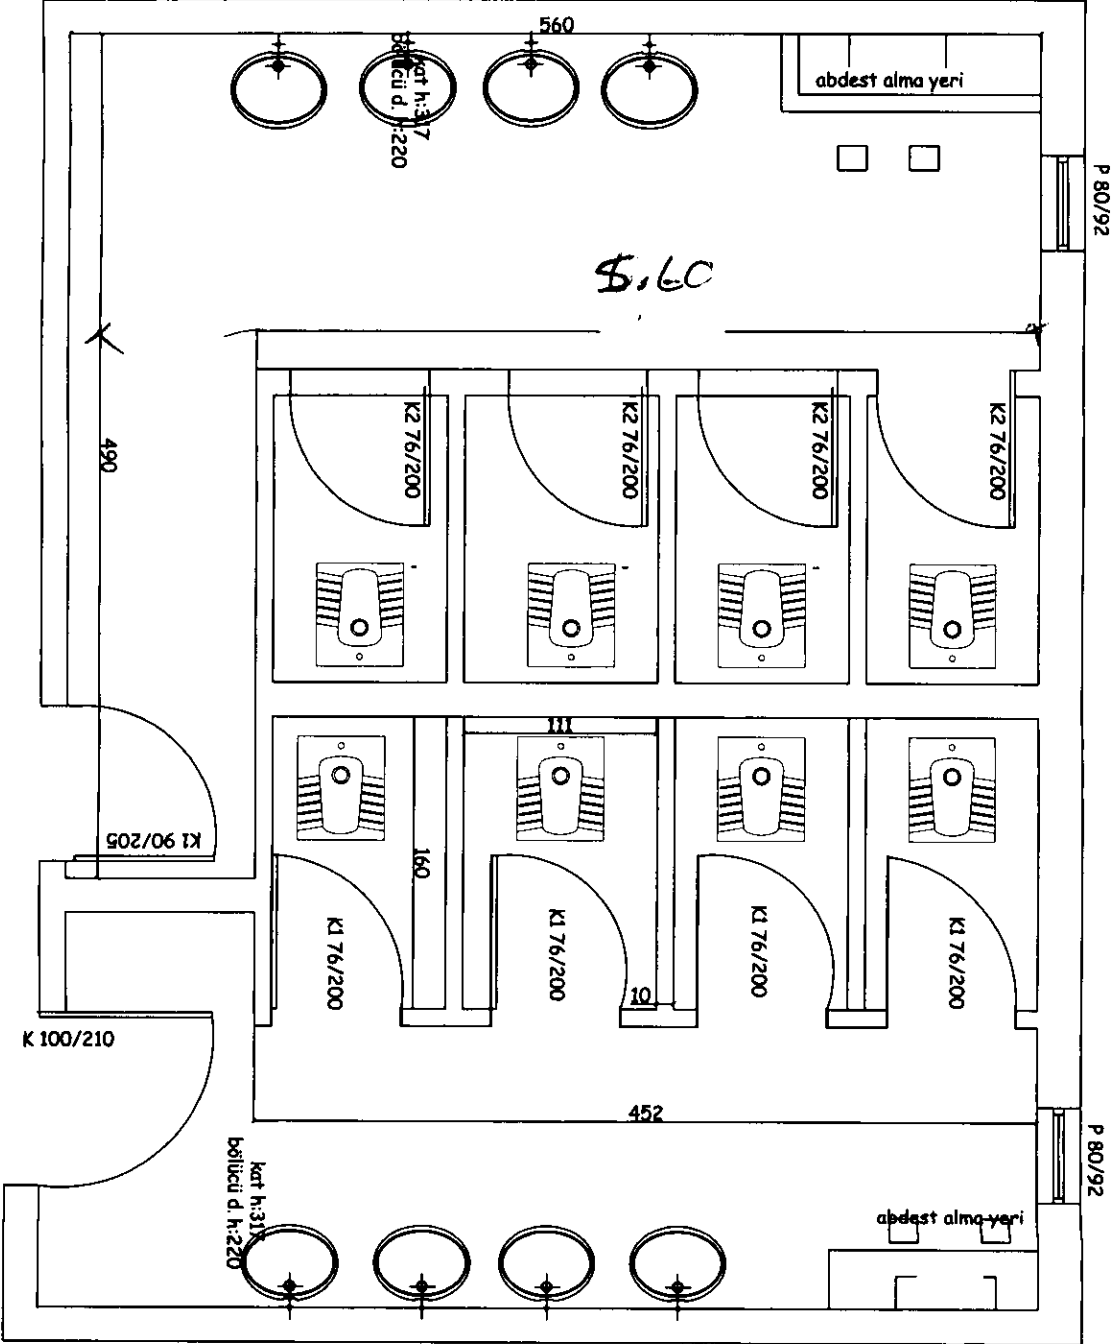 560
kat h:317
bölücü d. h:220
abdest alma yeri
P 80/92
5.60
490
K2 76/200
K2 76/200
K2 76/200
K2 76/200
111
K1 90/205
160
K1 76/200
K1 76/200
K1 76/200
K1 76/200
10
K 100/210
452
P 80/92
kat h:317
bölücü d. h:220
abdest alma yeri